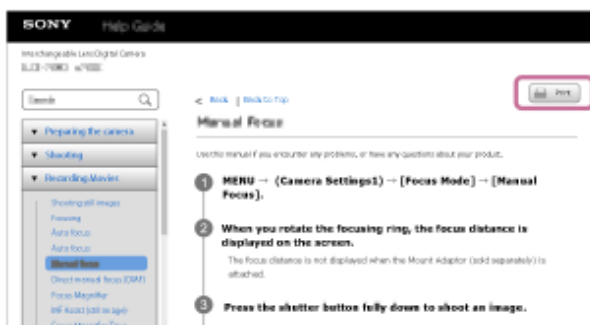 SONY Help Guide
Interchangeable Lens Digital Camera
Search
Print
< Back | Back to Top
Manual Focus
Use this manual if you encounter any problems, or have any questions about your product.
▼ Preparing the camera
▼ Shooting
▼ Recording Movies
Shooting still images
Focusing
Auto focus
Auto focus
Manual focus
Direct manual focus (DMF)
Focus Magnifier
MF Assist (still image)
1 MENU → (Camera Settings1) → [Focus Mode] → [Manual
Focus].
2 When you rotate the focusing ring, the focus distance is
displayed on the screen.
The focus distance is not displayed when the Mount Adaptor (sold separately) is
attached.
3 Press the shutter button fully down to shoot an image.